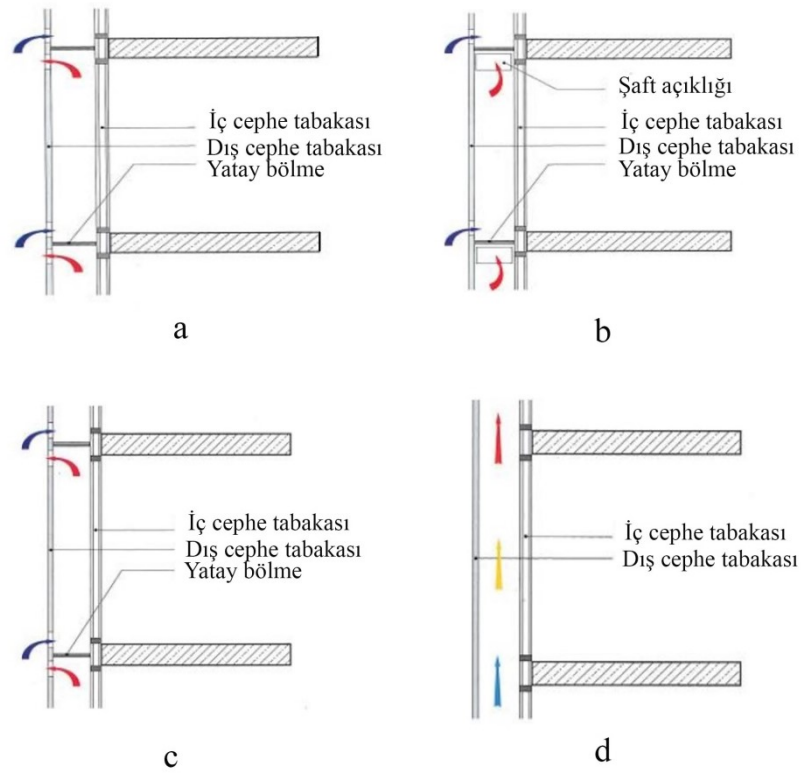 İç cephe tabakası
Dış cephe tabakası
Yatay bölme
a
Şaft açıklığı
İç cephe tabakası
Dış cephe tabakası
Yatay bölme
b
İç cephe tabakası
Dış cephe tabakası
Yatay bölme
c
İç cephe tabakası
Dış cephe tabakası
d